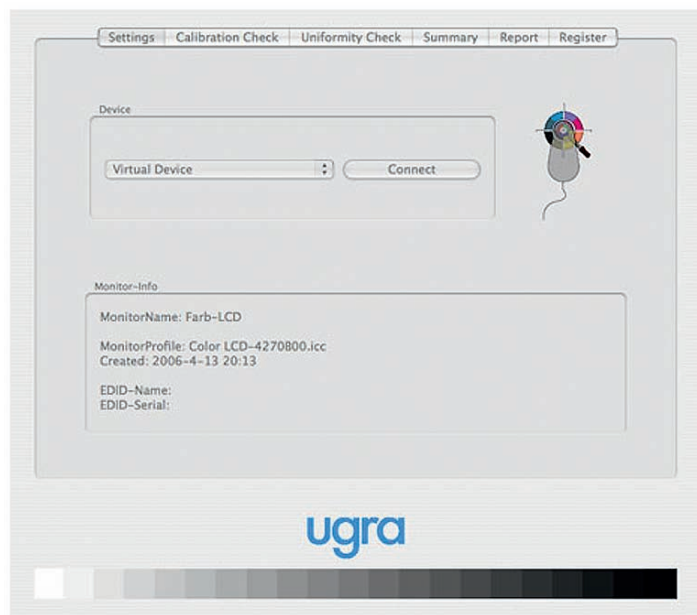 Settings Calibration Check Uniformity Check Summary Report Register
Device
Virtual Device Connect
Monitor-Info
MonitorName: Farb-LCD
MonitorProfile: Color LCD-4270800.icc
Created: 2006-4-13 20:13
EDID-Name:
EDID-Serial:
ugra